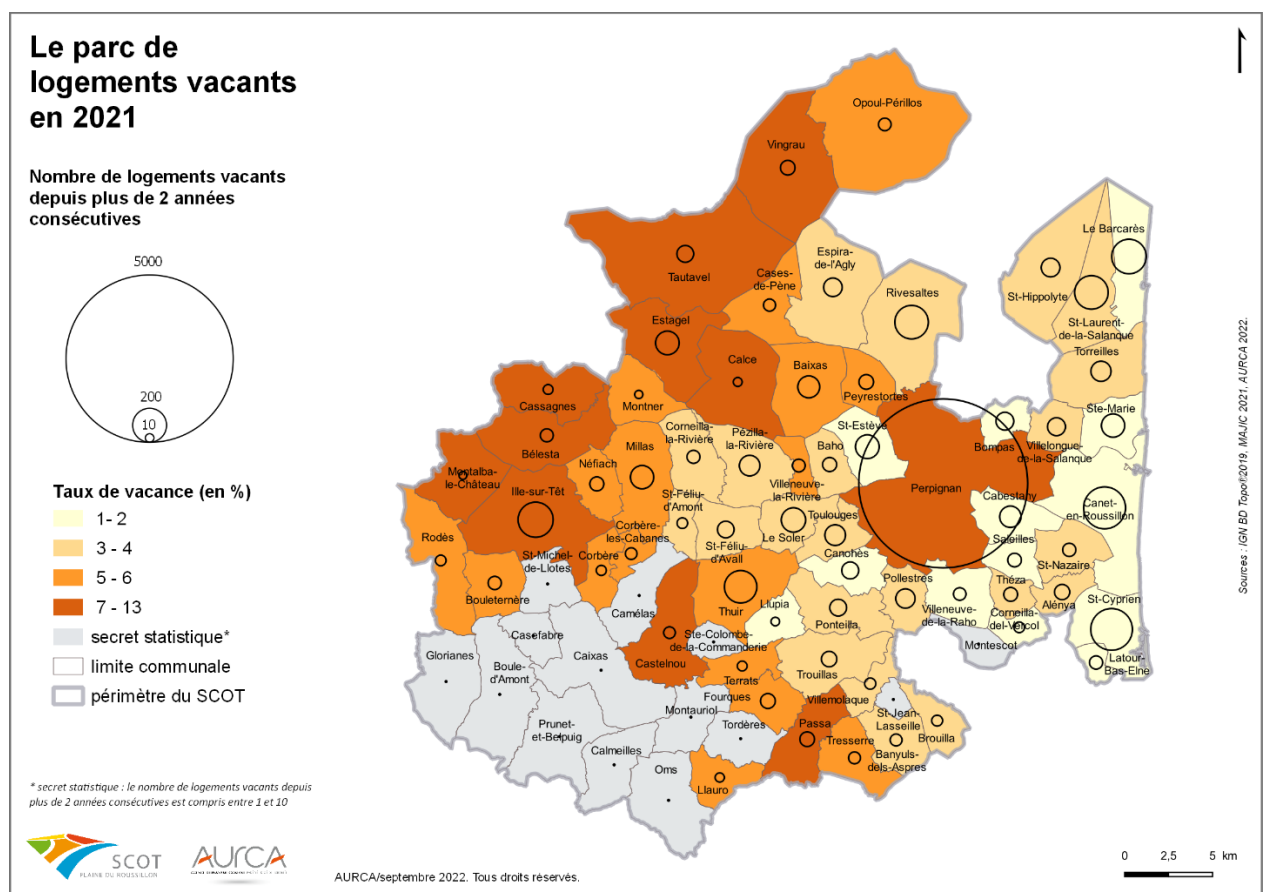 Le parc de
logements vacants
en 2021
Nombre de logements vacants
depuis plus de 2 années
consécutives
5000
200
10
Taux de vacance (en %)
1- 2
3 - 4
5 - 6
7 - 13
secret statistique*
limite communale
périmètre du SCOT
* secret statistique : le nombre de logements vacants depuis
plus de 2 années consécutives est compris entre 1 et 10
SCOT
PLAINE DU ROUSSILLON
AURCA
AURCA/septembre 2022. Tous droits réservés.
Opoul-Périllos
Vingrau
Le Barcarès
Tautavel
Cases-
de-Pène
Espira-
de-l'Agly
Rivesaltes
St-Hippolyte
St-Laurent-
de-la-Salanque
Estagel
Torreilles
Calce
Baixas
Peyrestortes
Cassagnes
Montner
Ste-Marie
Corneilla-
la-Rivière
Pézilla-
la-Rivière
St-Estève
Bompas
Villelongue-
de-la-Salanque
Bélesta
Millas
Baho
Montalba-
le-Château
Néfiach
Villeneuve-
la-Rivière
Perpignan
Ille-sur-Têt
St-Féliu-
d'Amont
Cabestany
Canet-
en-Roussillon
Toulouges
Le Soler
Corbère-
les-Cabanes
Rodès
St-Féliu-
d'Avall
Saleilles
St-Michel-
de-Llotes
Corbère
Canohès
St-Nazaire
Bouleternère
Thuir
Pollestres
Théza
Alénya
Camélas
Llupia
Ponteilla
Villeneuve-
de-la-Raho
Corneilla-
del-Vercol
St-Cyprien
Casefabre
Ste-Colombe-
de-la-Commanderie
Montescot
Glorianes
Boule-
d'Amont
Caixas
Castelnou
Latour-
Bas-Elne
Terrats
Trouillas
Fourques
Villemolaque
Montauriol
St-Jean-
Lasseille
Prunet-
et-Belpuig
Tordères
Passa
Brouilla
Calmeilles
Tresserre
Banyuls-
dels-Aspres
Oms
Llauro
0 2,5 5 km
Sources : IGN BD Topo©2019, MAJIC 2021, AURCA 2022.